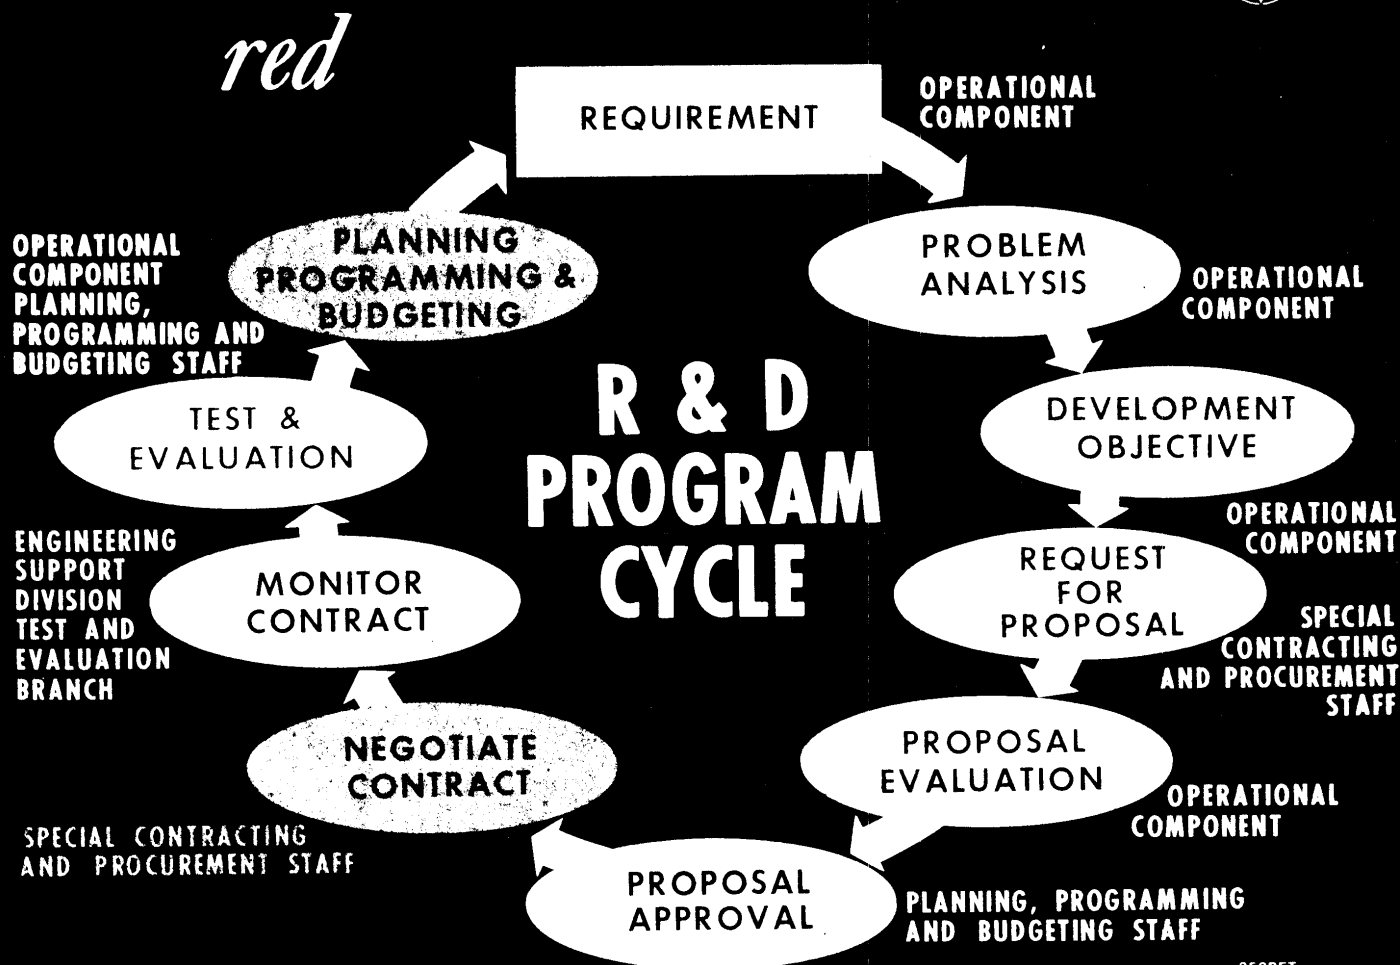 red
REQUIREMENT
OPERATIONAL
COMPONENT
PROBLEM
ANALYSIS
OPERATIONAL
COMPONENT
DEVELOPMENT
OBJECTIVE
OPERATIONAL
COMPONENT
REQUEST
FOR
PROPOSAL
SPECIAL
CONTRACTING
AND PROCUREMENT
STAFF
PROPOSAL
EVALUATION
OPERATIONAL
COMPONENT
PROPOSAL
APPROVAL
PLANNING, PROGRAMMING
AND BUDGETING STAFF
NEGOTIATE
CONTRACT
SPECIAL CONTRACTING
AND PROCUREMENT STAFF
MONITOR
CONTRACT
ENGINEERING
SUPPORT
DIVISION
TEST AND
EVALUATION
BRANCH
TEST &
EVALUATION
PLANNING
PROGRAMMING &
BUDGETING
OPERATIONAL
COMPONENT
PLANNING,
PROGRAMMING AND
BUDGETING STAFF
R & D
PROGRAM
CYCLE